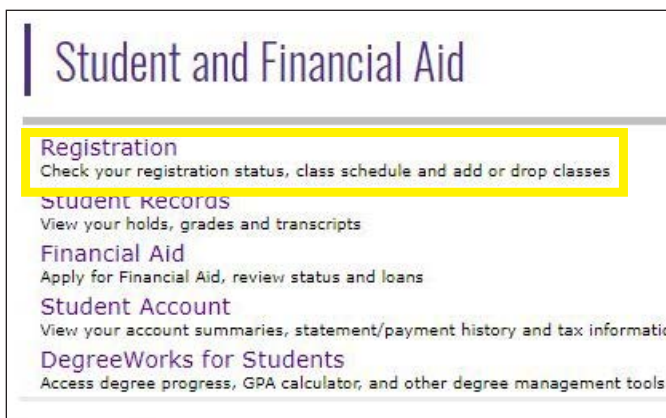 Student and Financial Aid
Registration
Check your registration status, class schedule and add or drop classes
Student Records
View your holds, grades and transcripts
Financial Aid
Apply for Financial Aid, review status and loans
Student Account
View your account summaries, statement/payment history and tax informatio
DegreeWorks for Students
Access degree progress, GPA calculator, and other degree management tools